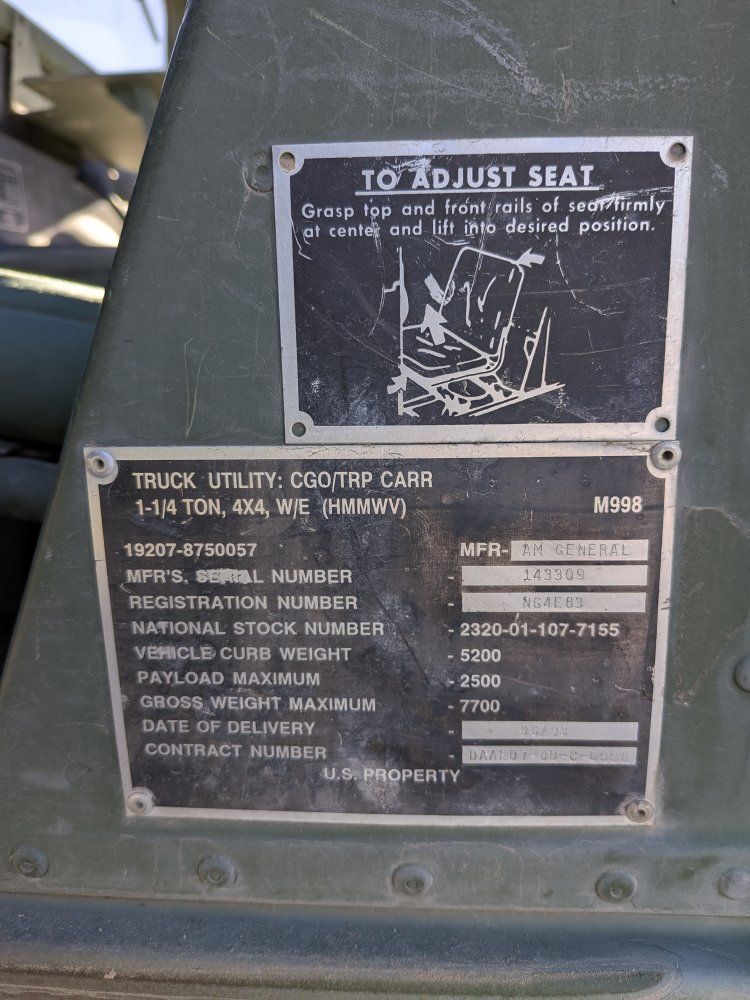 TO ADJUST SEAT
Grasp top and front rails of seat firmly
at center and lift into desired position.
TRUCK UTILITY: CGO/TRP CARR
1-1/4 TON, 4X4, W/E (HMMWV) M998
19207-8750057 MFR- AM GENERAL
MFR'S. SERIAL NUMBER - 143309
REGISTRATION NUMBER - NG4E83
NATIONAL STOCK NUMBER - 2320-01-107-7155
VEHICLE CURB WEIGHT - 5200
PAYLOAD MAXIMUM - 2500
GROSS WEIGHT MAXIMUM - 7700
DATE OF DELIVERY -
CONTRACT NUMBER -
U.S. PROPERTY